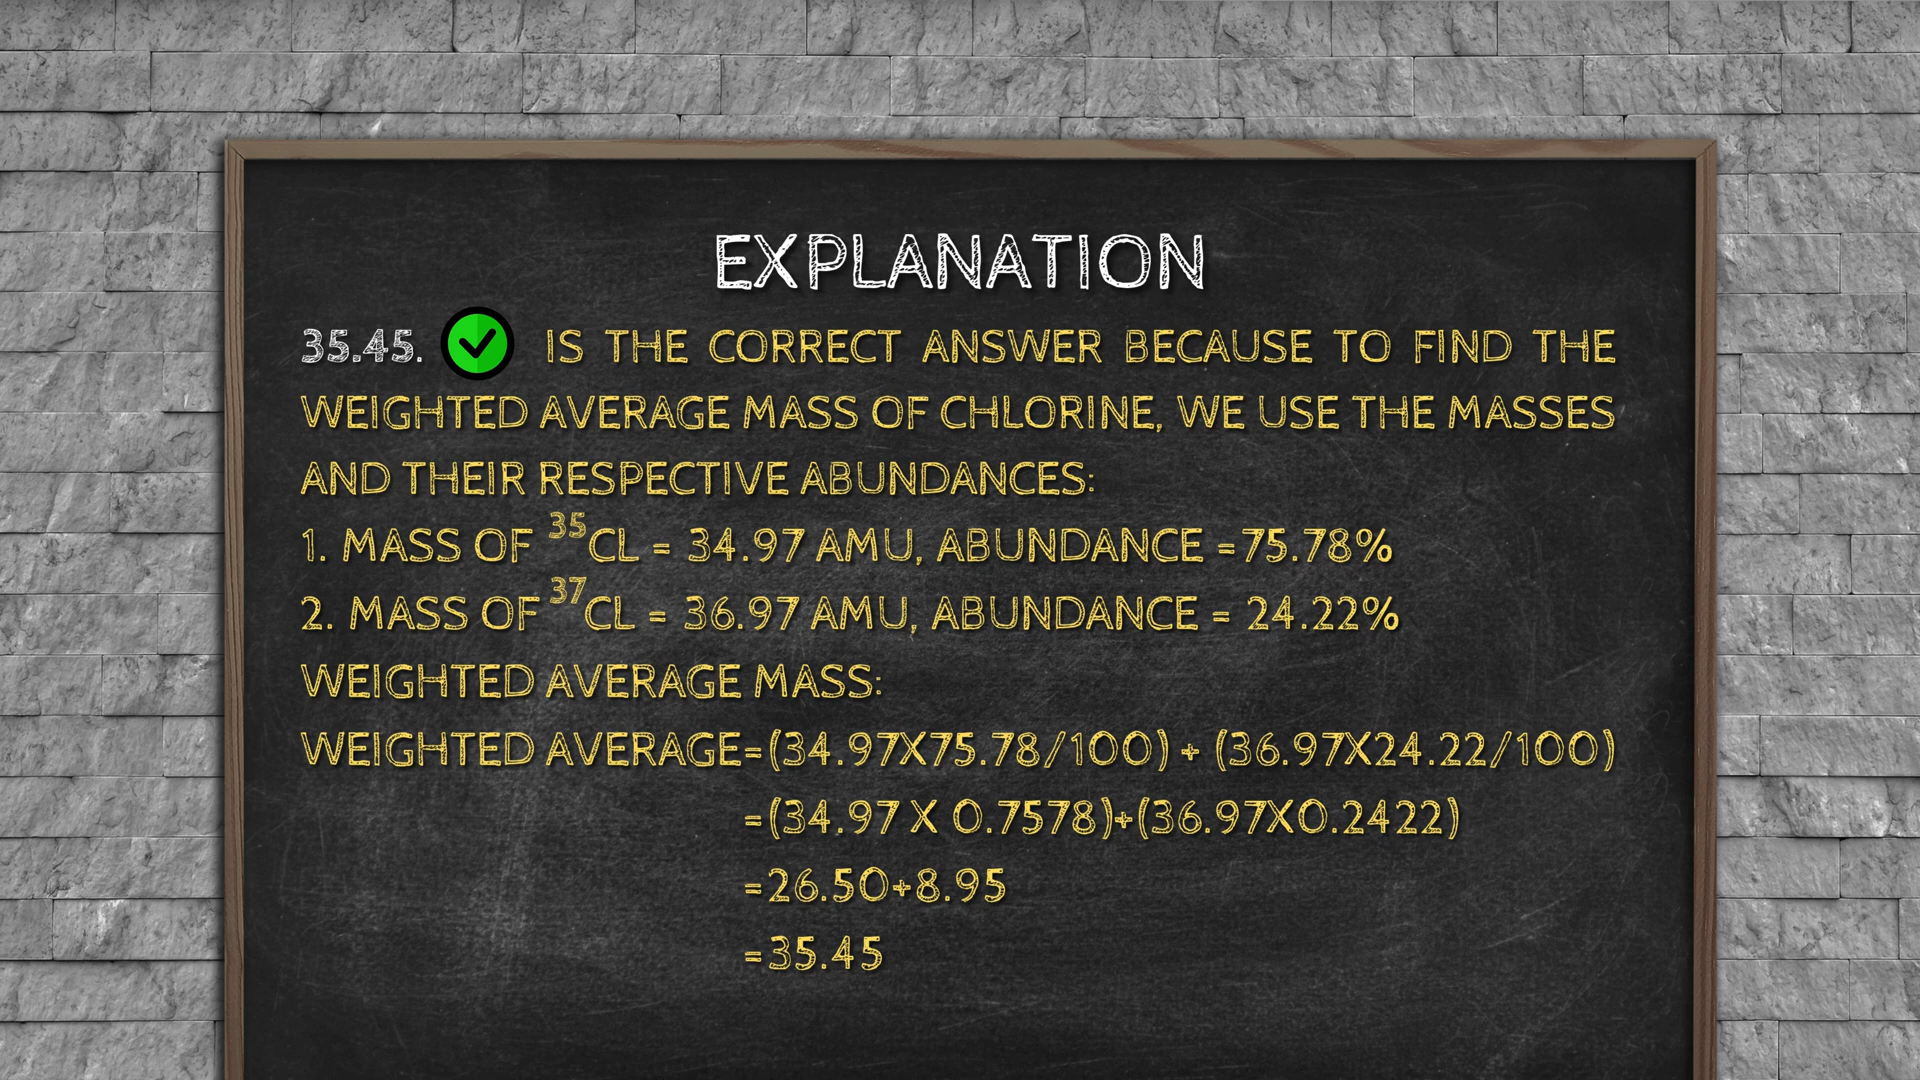 EXPLANATION
35.45. IS THE CORRECT ANSWER BECAUSE TO FIND THE
WEIGHTED AVERAGE MASS OF CHLORINE, WE USE THE MASSES
AND THEIR RESPECTIVE ABUNDANCES:
1. MASS OF ³⁵CL = 34.97 AMU, ABUNDANCE =75.78%
2. MASS OF ³⁷CL = 36.97 AMU, ABUNDANCE = 24.22%
WEIGHTED AVERAGE MASS:
WEIGHTED AVERAGE=(34.97X75.78/100) + (36.97X24.22/100)
=(34.97 X 0.7578)+(36.97X0.2422)
=26.50+8.95
=35.45